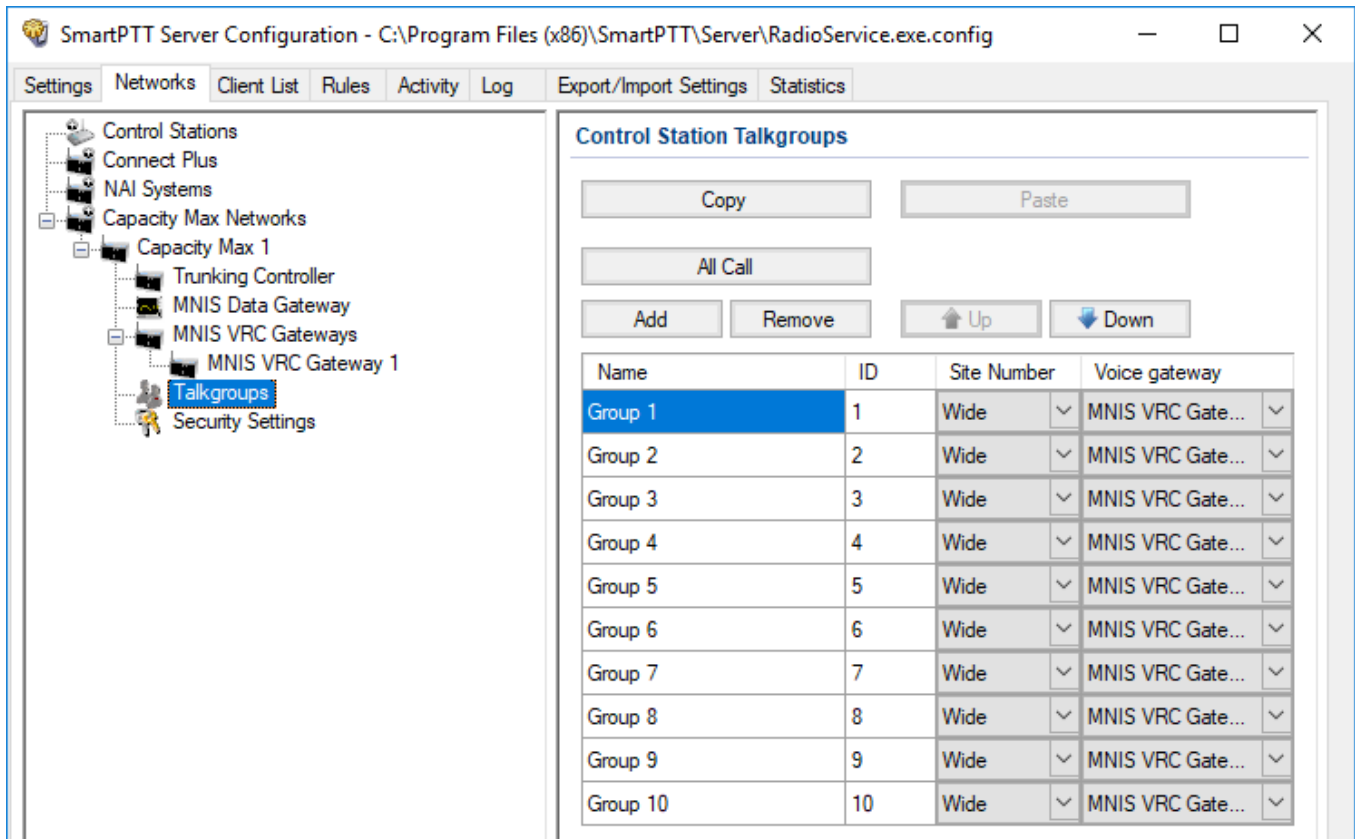 SmartPTT Server Configuration - C:\Program Files (x86)\SmartPTT\Server\RadioService.exe.config
Settings Networks Client List Rules Activity Log Export/Import Settings Statistics
Control Stations
Connect Plus
NAI Systems
Capacity Max Networks
Capacity Max 1
Trunking Controller
MNIS Data Gateway
MNIS VRC Gateways
MNIS VRC Gateway 1
Talkgroups
Security Settings
Control Station Talkgroups
Copy Paste
All Call
Add Remove Up Down
Name ID Site Number Voice gateway
Group 1 1 Wide MNIS VRC Gate...
Group 2 2 Wide MNIS VRC Gate...
Group 3 3 Wide MNIS VRC Gate...
Group 4 4 Wide MNIS VRC Gate...
Group 5 5 Wide MNIS VRC Gate...
Group 6 6 Wide MNIS VRC Gate...
Group 7 7 Wide MNIS VRC Gate...
Group 8 8 Wide MNIS VRC Gate...
Group 9 9 Wide MNIS VRC Gate...
Group 10 10 Wide MNIS VRC Gate...